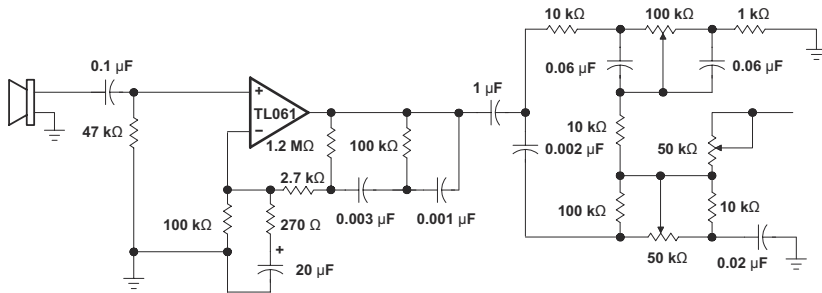 10 kΩ
100 kΩ
1 kΩ
0.1 µF
1 µF
0.06 µF
0.06 µF
+
TL061
−
47 kΩ
1.2 MΩ
100 kΩ
10 kΩ
0.002 µF
50 kΩ
2.7 kΩ
100 kΩ
270 Ω
0.003 µF
0.001 µF
100 kΩ
10 kΩ
+
20 µF
50 kΩ
0.02 µF